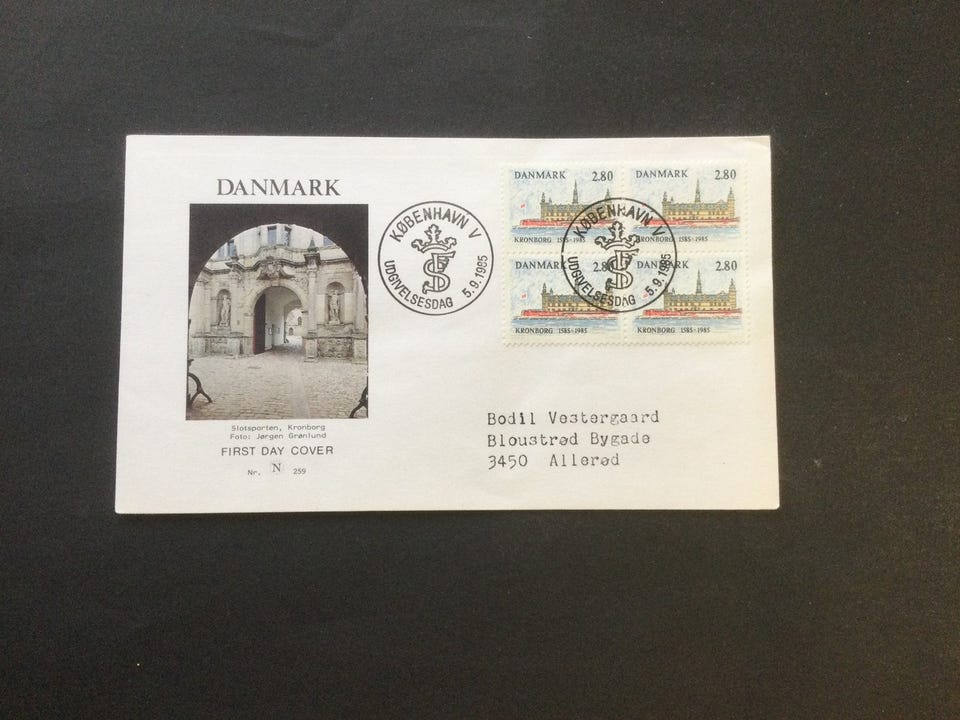 DANMARK
Slotsporten, Kronborg
Foto: Jørgen Grønlund
FIRST DAY COVER
Nr. N 259
KØBENHAVN V
UDGIVELSESDAG 5.9.1985
DANMARK 2.80
KRONBORG 1585-1985
DANMARK 2.80
KRONBORG 1585-1985
DANMARK 2.80
KRONBORG 1585-1985
DANMARK 2.80
KRONBORG 1585-1985
KØBENHAVN V
UDGIVELSESDAG 5.9.1985
Bodil Vestergaard
Bloustrød Bygade
3450 Allerød